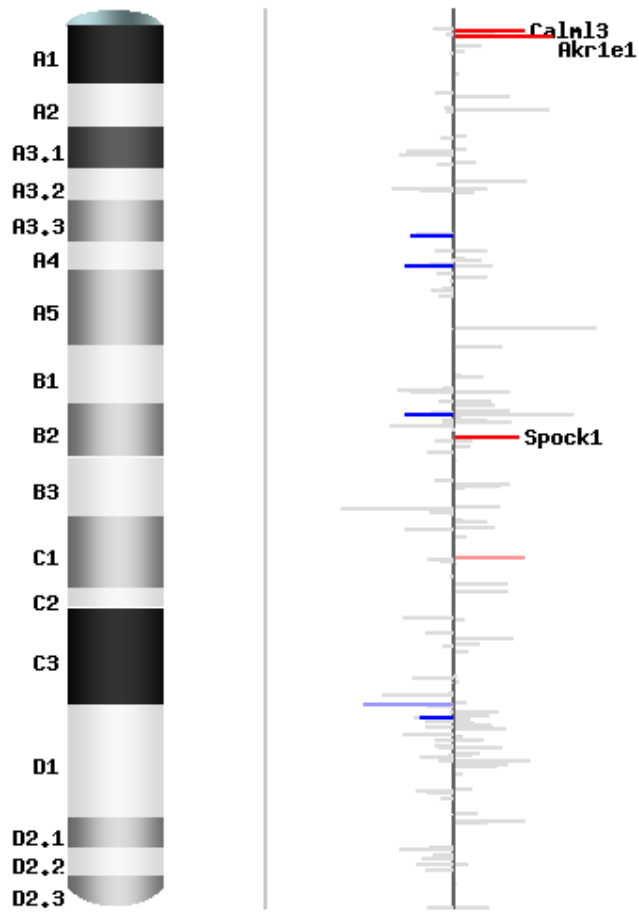 Calml3
Akr1e1
A1
A2
A3.1
A3.2
A3.3
A4
A5
B1
B2
Spock1
B3
C1
C2
C3
D1
D2.1
D2.2
D2.3